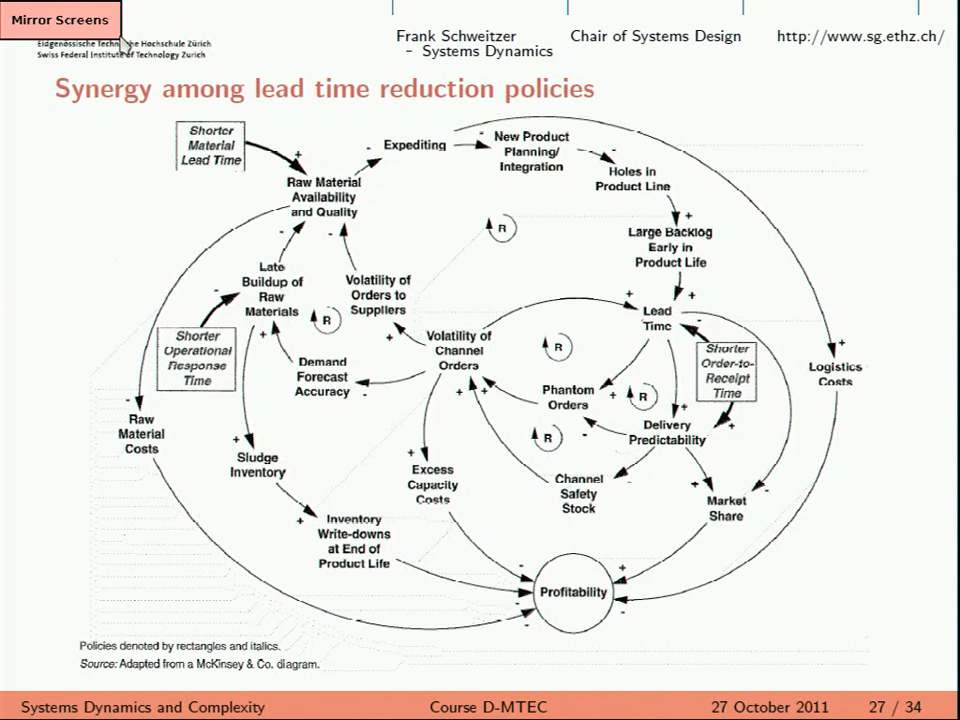 Mirror Screens
Eidgenössische Technische Hochschule Zürich
Swiss Federal Institute of Technology Zurich
Frank Schweitzer
– Systems Dynamics
Chair of Systems Design
http://www.sg.ethz.ch/
Synergy among lead time reduction policies
Shorter
Material
Lead Time
+
Raw Material
Availability
and Quality
-
Expediting
-
New Product
Planning/
Integration
-
Holes in
Product Line
+
Large Backlog
Early in
Product Life
+
+
Lead
Time
-
R
-
-
Late
Buildup of
Raw
Materials
-
+
Volatility of
Orders to
Suppliers
+
R
Volatility of
Channel
Orders
+
+
R
Shorter
Operational
Response
Time
Demand
Forecast
Accuracy
-
Shorter
Order-to-
Receipt
Time
+
+
Logistics
Costs
Phantom
Orders
+
-
R
R
+
Delivery
Predictability
-
Raw
Material
Costs
+
Sludge
Inventory
+
Excess
Capacity
Costs
Channel
Safety
Stock
-
+
-
Market
Share
+
Inventory
Write-downs
at End of
Product Life
-
-
-
+
-
Profitability
Policies denoted by rectangles and italics.
Source: Adapted from a McKinsey & Co. diagram.
Systems Dynamics and Complexity
Course D-MTEC
27 October 2011
27 / 34